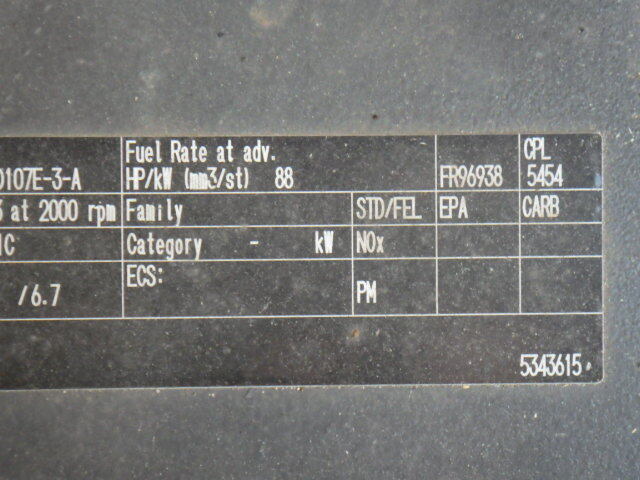 Fuel Rate at adv. CPL
D107E-3-A HP/kW (mm3/st) 88 FR96938 5454
at 2000 rpm Family STD/FEL EPA CARB
Category - kW NOx
ECS:
/6.7 PM
5343615